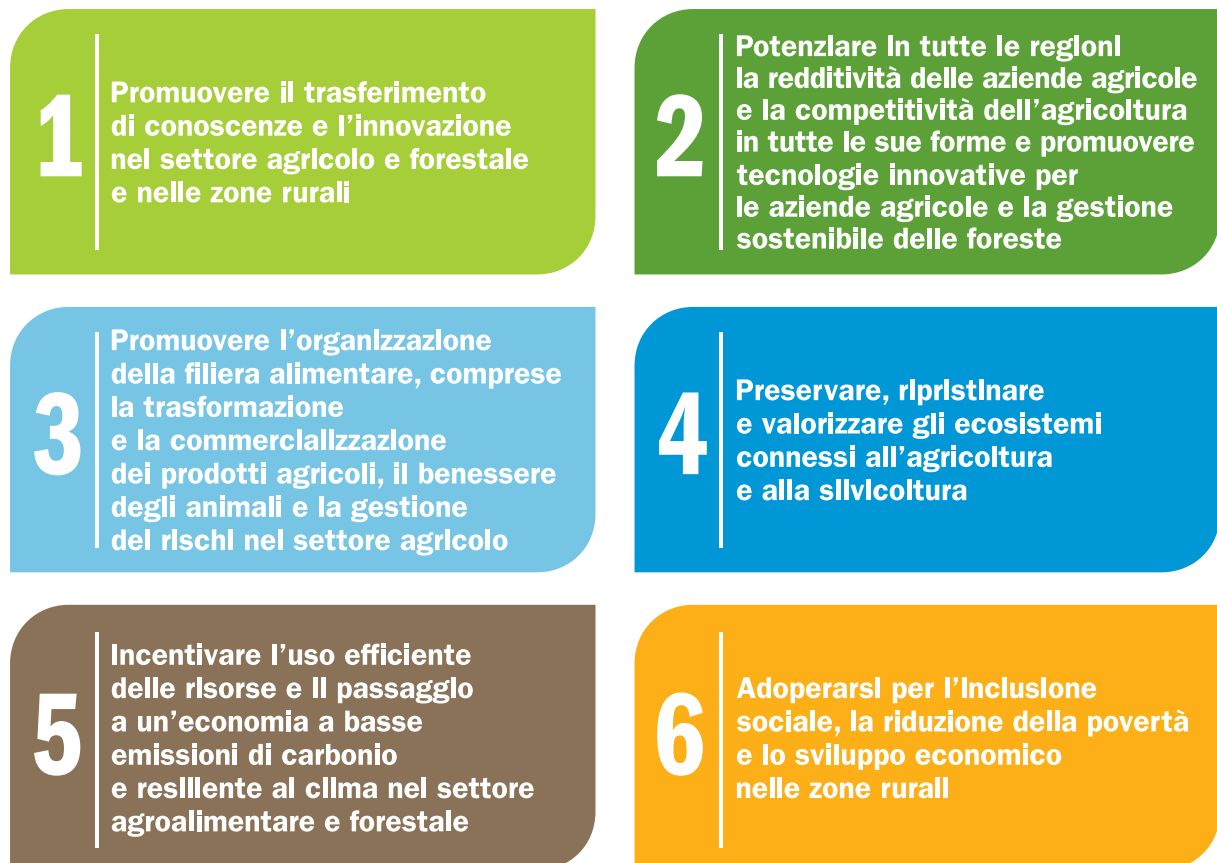 1
Promuovere il trasferimento
di conoscenze e l’innovazione
nel settore agricolo e forestale
e nelle zone rurali
2
Potenziare in tutte le regioni
la redditività delle aziende agricole
e la competitività dell’agricoltura
in tutte le sue forme e promuovere
tecnologie innovative per
le aziende agricole e la gestione
sostenibile delle foreste
3
Promuovere l’organizzazione
della filiera alimentare, comprese
la trasformazione
e la commercializzazione
dei prodotti agricoli, il benessere
degli animali e la gestione
dei rischi nel settore agricolo
4
Preservare, ripristinare
e valorizzare gli ecosistemi
connessi all’agricoltura
e alla silvicoltura
5
Incentivare l’uso efficiente
delle risorse e il passaggio
a un’economia a basse
emissioni di carbonio
e resiliente al clima nel settore
agroalimentare e forestale
6
Adoperarsi per l’inclusione
sociale, la riduzione della povertà
e lo sviluppo economico
nelle zone rurali